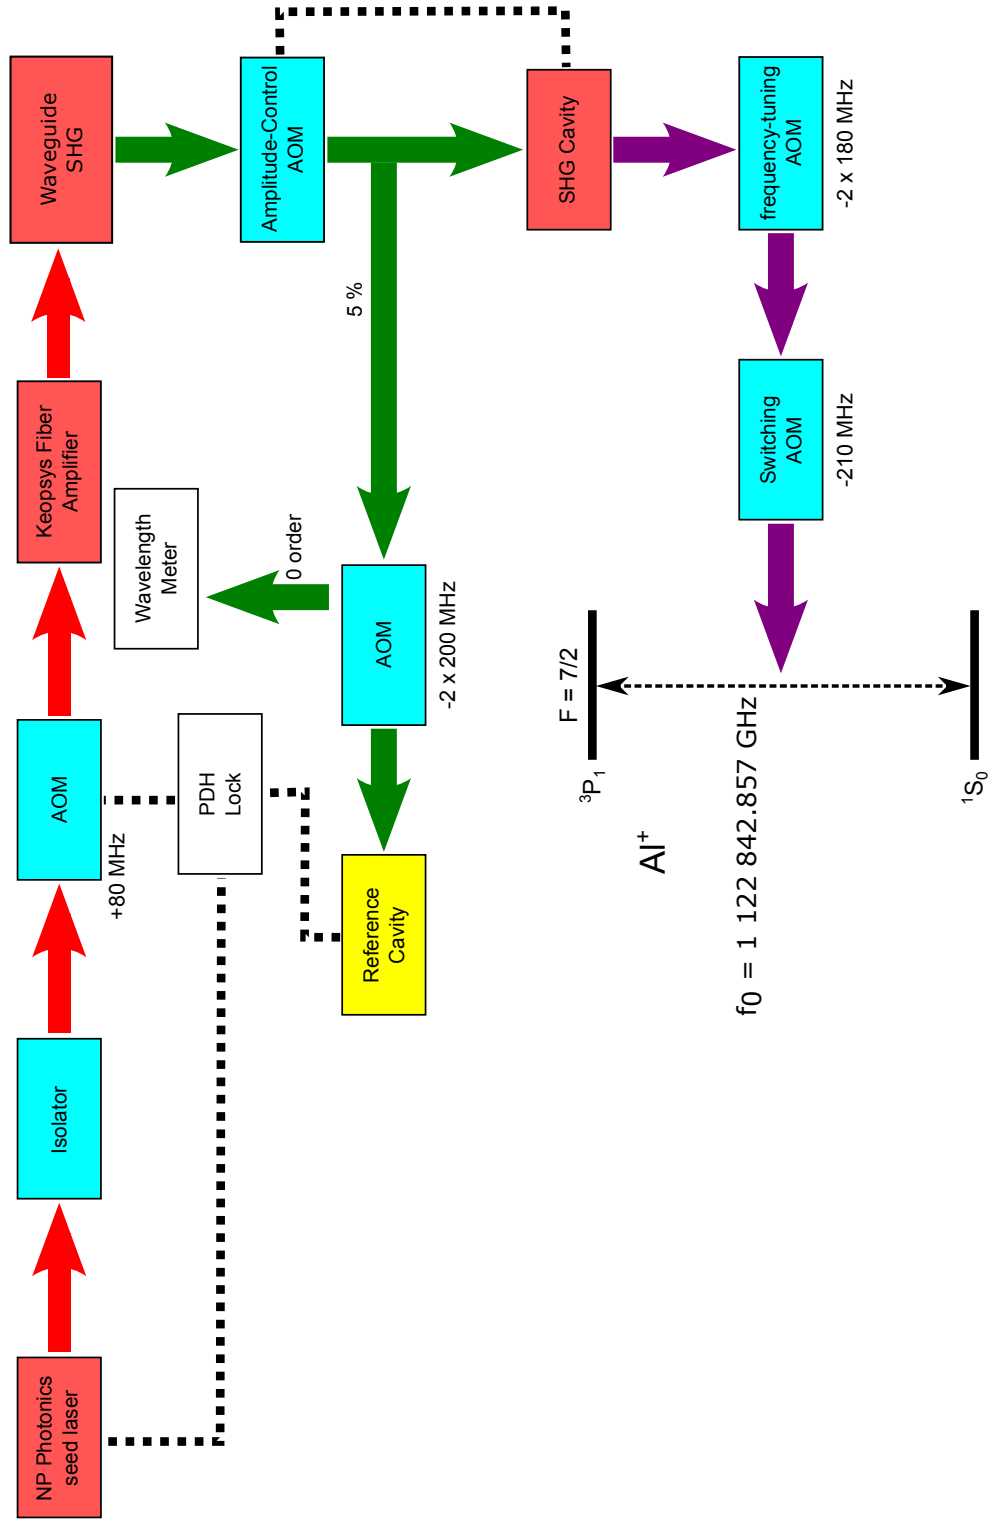 NP Photonics
seed laser
Isolator
AOM
+80 MHz
Keopsys Fiber
Amplifier
Waveguide
SHG
PDH
Lock
Wavelength
Meter
0 order
Amplitude-Control
AOM
5 %
Reference
Cavity
AOM
-2 x 200 MHz
SHG Cavity
frequency-tuning
AOM
-2 x 180 MHz
Switching
AOM
-210 MHz
F = 7/2
³P₁
Al⁺
f0 = 1 122 842.857 GHz
¹S₀